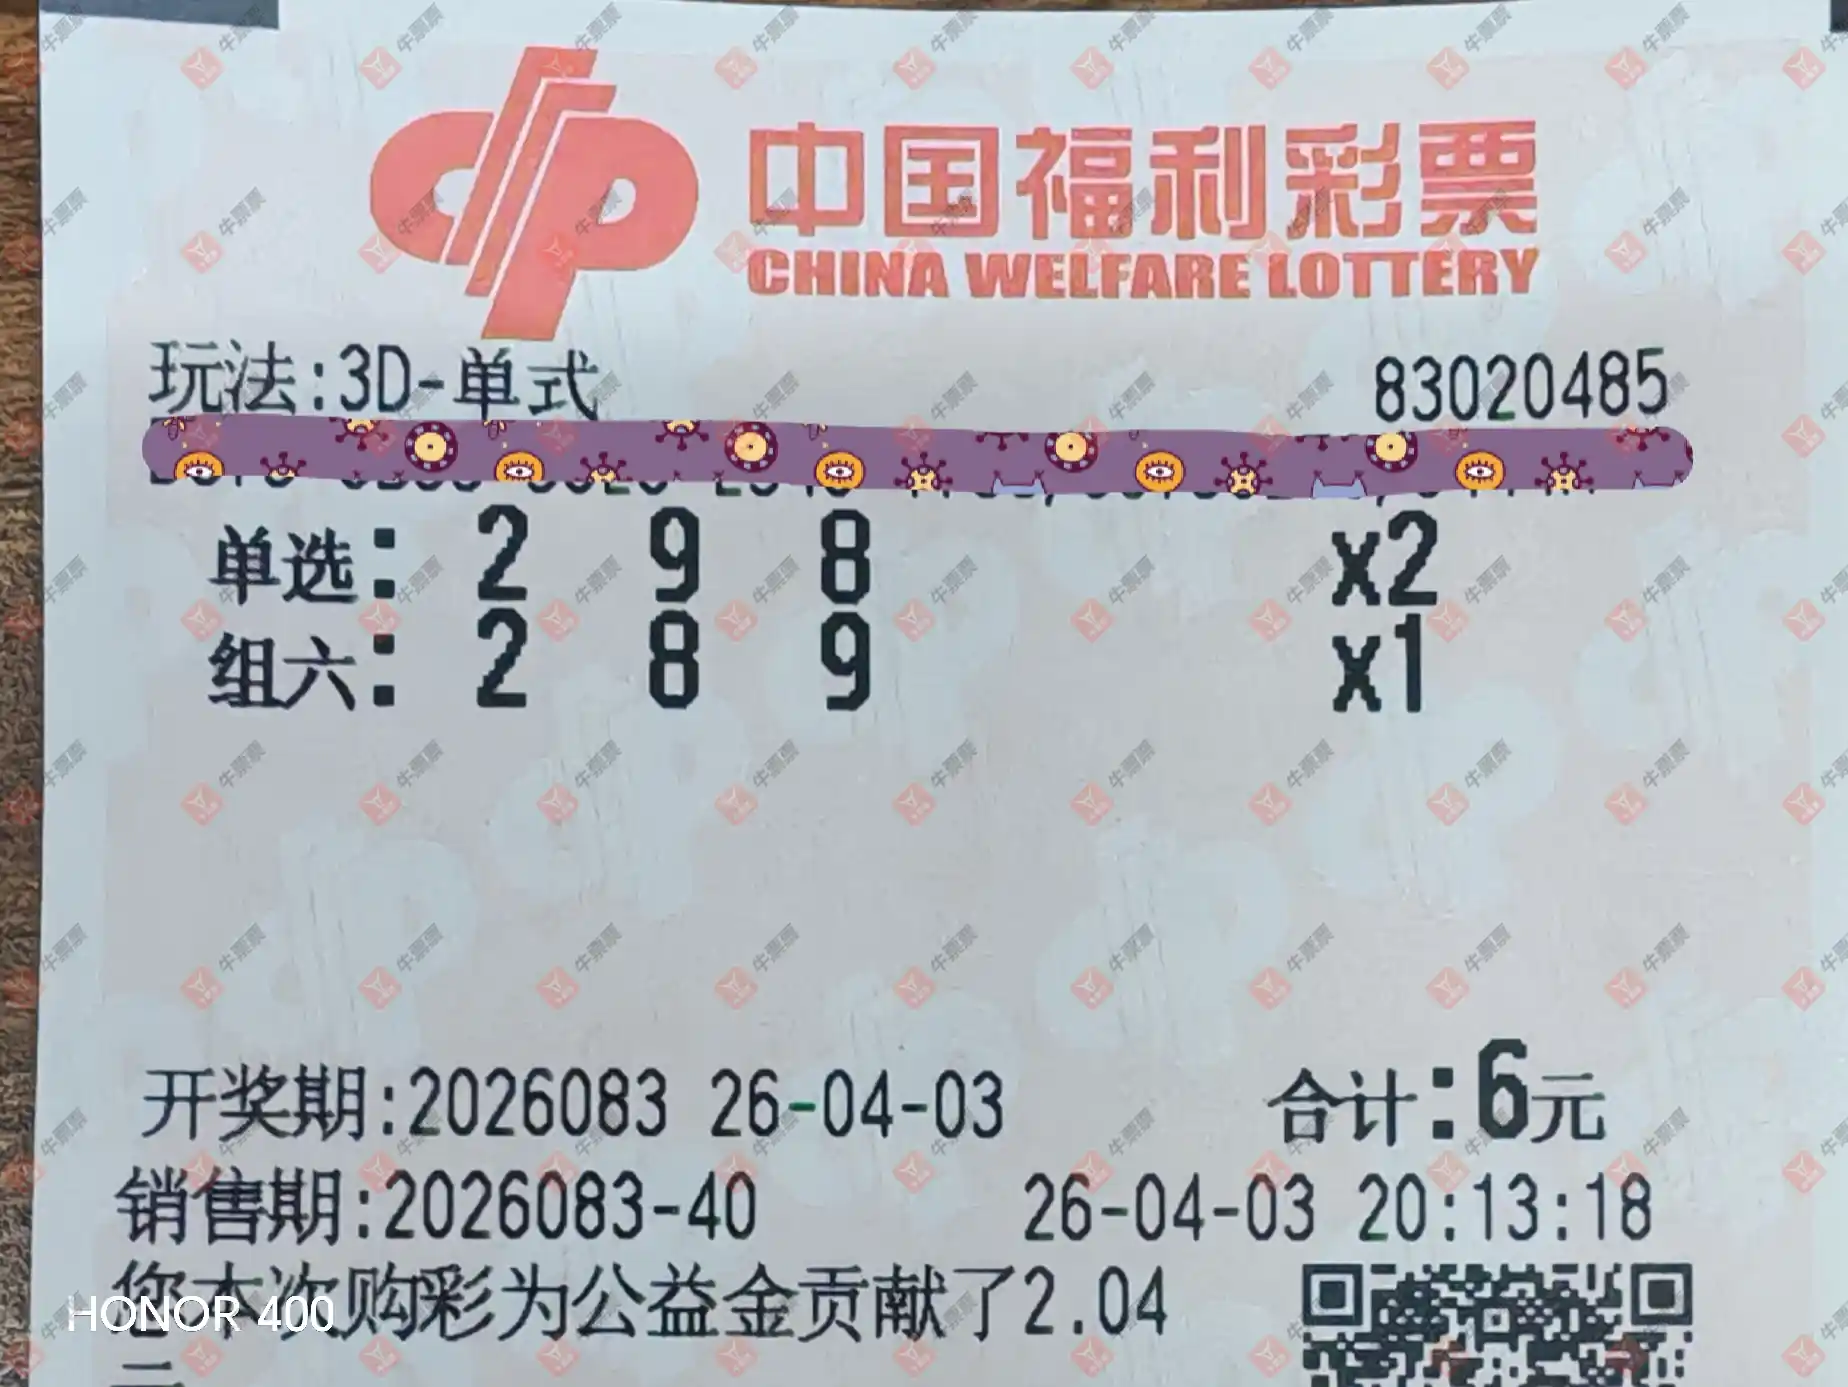 中国福利彩票
CHINA WELFARE LOTTERY
玩法:3D-单式 83020485
单选: 2 9 8 x2
组六: 2 8 9 x1
开奖期:2026083 26-04-03 合计:6元
销售期:2026083-40 26-04-03 20:13:18
您本次购彩为公益金贡献了2.04
HONOR 400
牛票票